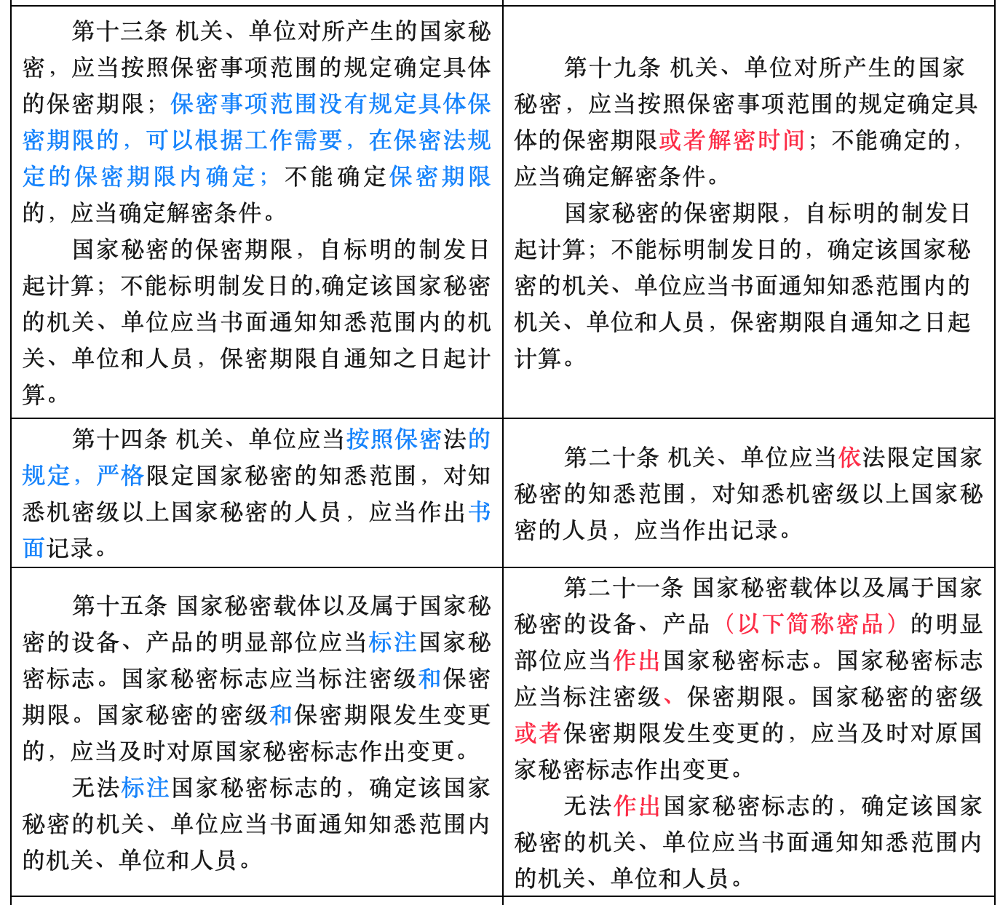 第十三条 机关、单位对所产生的国家秘
密，应当按照保密事项范围的规定确定具体
的保密期限；保密事项范围没有规定具体保
密期限的，可以根据工作需要，在保密法规
定的保密期限内确定；不能确定保密期限
的，应当确定解密条件。
国家秘密的保密期限，自标明的制发日
起计算；不能标明制发日的,确定该国家秘密
的机关、单位应当书面通知知悉范围内的机
关、单位和人员，保密期限自通知之日起计
算。
第十九条 机关、单位对所产生的国家
秘密，应当按照保密事项范围的规定确定具
体的保密期限或者解密时间；不能确定的，
应当确定解密条件。
国家秘密的保密期限，自标明的制发日
起计算；不能标明制发日的，确定该国家秘
密的机关、单位应当书面通知知悉范围内的
机关、单位和人员，保密期限自通知之日起
计算。
第十四条 机关、单位应当按照保密法的
规定，严格限定国家秘密的知悉范围，对知
悉机密级以上国家秘密的人员，应当作出书
面记录。
第二十条 机关、单位应当依法限定国家
秘密的知悉范围，对知悉机密级以上国家秘
密的人员，应当作出记录。
第十五条 国家秘密载体以及属于国家秘
密的设备、产品的明显部位应当标注国家秘
密标志。国家秘密标志应当标注密级和保密
期限。国家秘密的密级和保密期限发生变更
的，应当及时对原国家秘密标志作出变更。
无法标注国家秘密标志的，确定该国家
秘密的机关、单位应当书面通知知悉范围内
的机关、单位和人员。
第二十一条 国家秘密载体以及属于国家
秘密的设备、产品（以下简称密品）的明显
部位应当作出国家秘密标志。国家秘密标志
应当标注密级、保密期限。国家秘密的密级
或者保密期限发生变更的，应当及时对原国
家秘密标志作出变更。
无法作出国家秘密标志的，确定该国家
秘密的机关、单位应当书面通知知悉范围内
的机关、单位和人员。